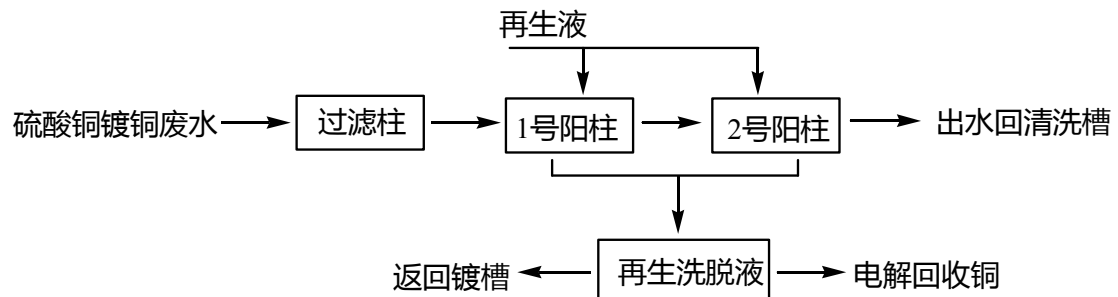 再生液
硫酸铜镀铜废水
过滤柱
1号阳柱
2号阳柱
出水回清洗槽
返回镀槽
再生洗脱液
电解回收铜